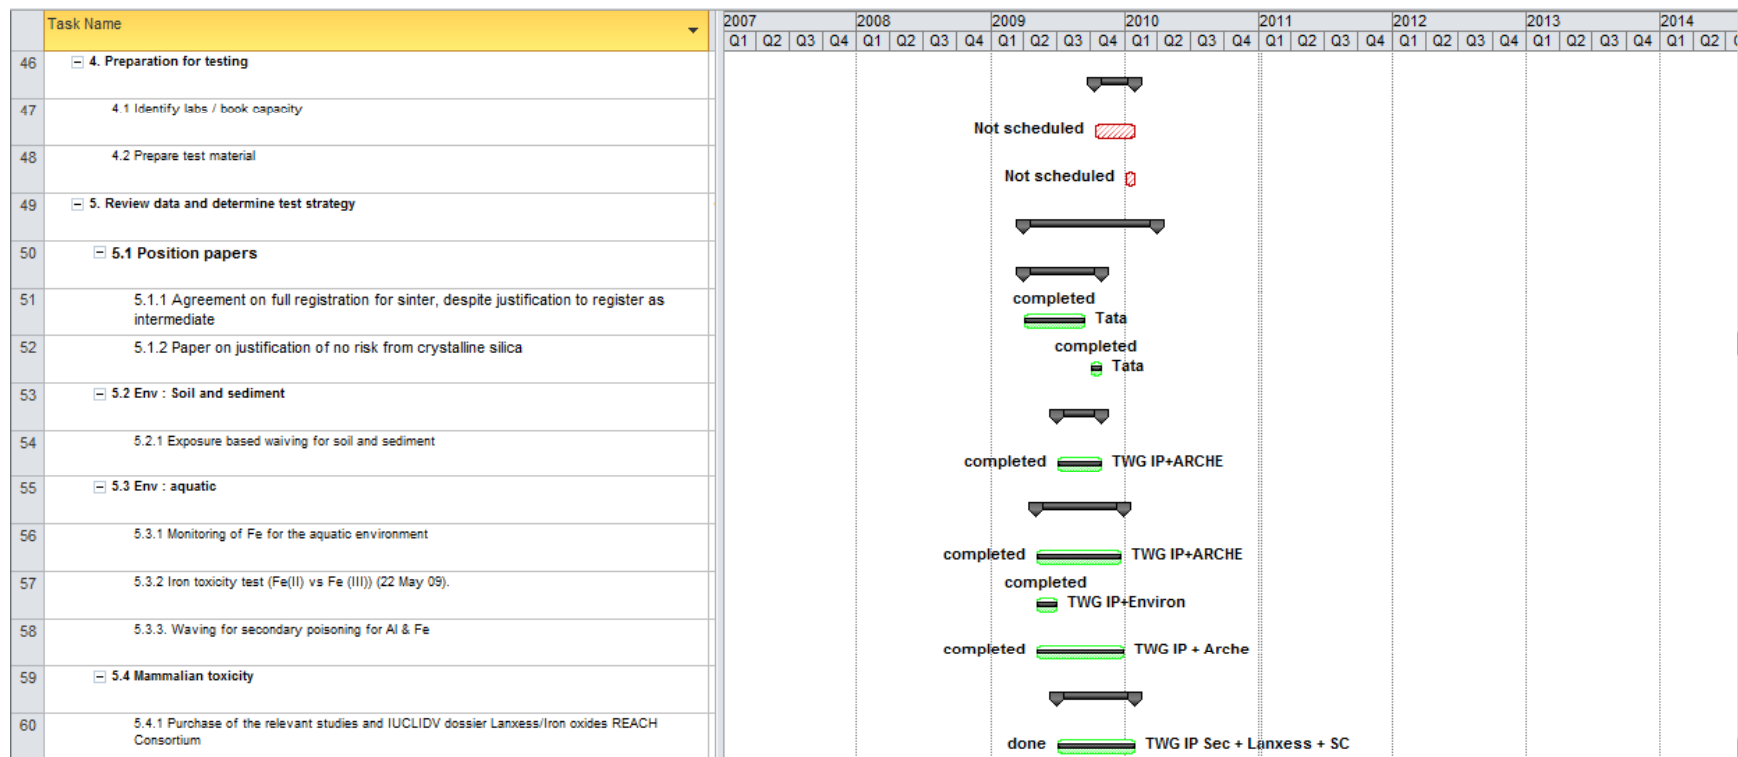 Task Name
2007 2008 2009 2010 2011 2012 2013 2014
Q1 Q2 Q3 Q4 Q1 Q2 Q3 Q4 Q1 Q2 Q3 Q4 Q1 Q2 Q3 Q4 Q1 Q2 Q3 Q4 Q1 Q2 Q3 Q4 Q1 Q2 Q3 Q4 Q1 Q2
46 4. Preparation for testing
47 4.1 Identify labs / book capacity
Not scheduled
48 4.2 Prepare test material
Not scheduled
49 5. Review data and determine test strategy
50 5.1 Position papers
51 5.1.1 Agreement on full registration for sinter, despite justification to register as
intermediate
completed
Tata
52 5.1.2 Paper on justification of no risk from crystalline silica
completed
Tata
53 5.2 Env : Soil and sediment
54 5.2.1 Exposure based waiving for soil and sediment
completed TWG IP+ARCHE
55 5.3 Env : aquatic
56 5.3.1 Monitoring of Fe for the aquatic environment
completed TWG IP+ARCHE
57 5.3.2 Iron toxicity test (Fe(II) vs Fe (III)) (22 May 09).
completed
TWG IP+Environ
58 5.3.3. Waving for secondary poisoning for Al & Fe
completed TWG IP + Arche
59 5.4 Mammalian toxicity
60 5.4.1 Purchase of the relevant studies and IUCLIDV dossier Lanxess/Iron oxides REACH
Consortium
done TWG IP Sec + Lanxess + SC